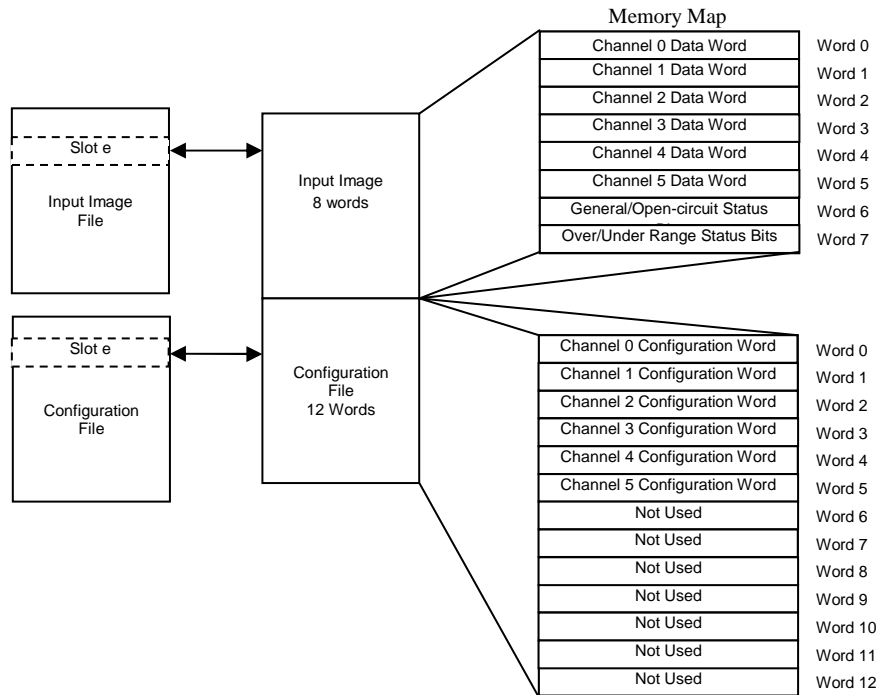 Memory Map
Channel 0 Data Word Word 0
Channel 1 Data Word Word 1
Channel 2 Data Word Word 2
Channel 3 Data Word Word 3
Channel 4 Data Word Word 4
Channel 5 Data Word Word 5
General/Open-circuit Status Word 6
Over/Under Range Status Bits Word 7
Slot e
Input Image
File
Input Image
8 words
Slot e
Configuration
File
Configuration
File
12 Words
Channel 0 Configuration Word Word 0
Channel 1 Configuration Word Word 1
Channel 2 Configuration Word Word 2
Channel 3 Configuration Word Word 3
Channel 4 Configuration Word Word 4
Channel 5 Configuration Word Word 5
Not Used Word 6
Not Used Word 7
Not Used Word 8
Not Used Word 9
Not Used Word 10
Not Used Word 11
Not Used Word 12